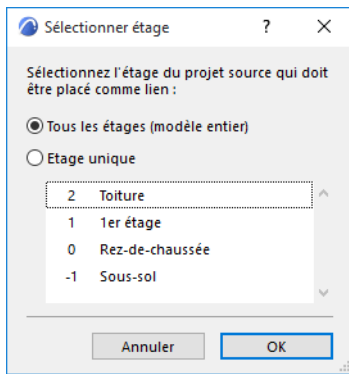 Sélectionner étage ? ×
Sélectionnez l'étage du projet source qui doit
être placé comme lien :
Tous les étages (modèle entier)
Etage unique
2 Toiture
1 1er étage
0 Rez-de-chaussée
-1 Sous-sol
Annuler OK